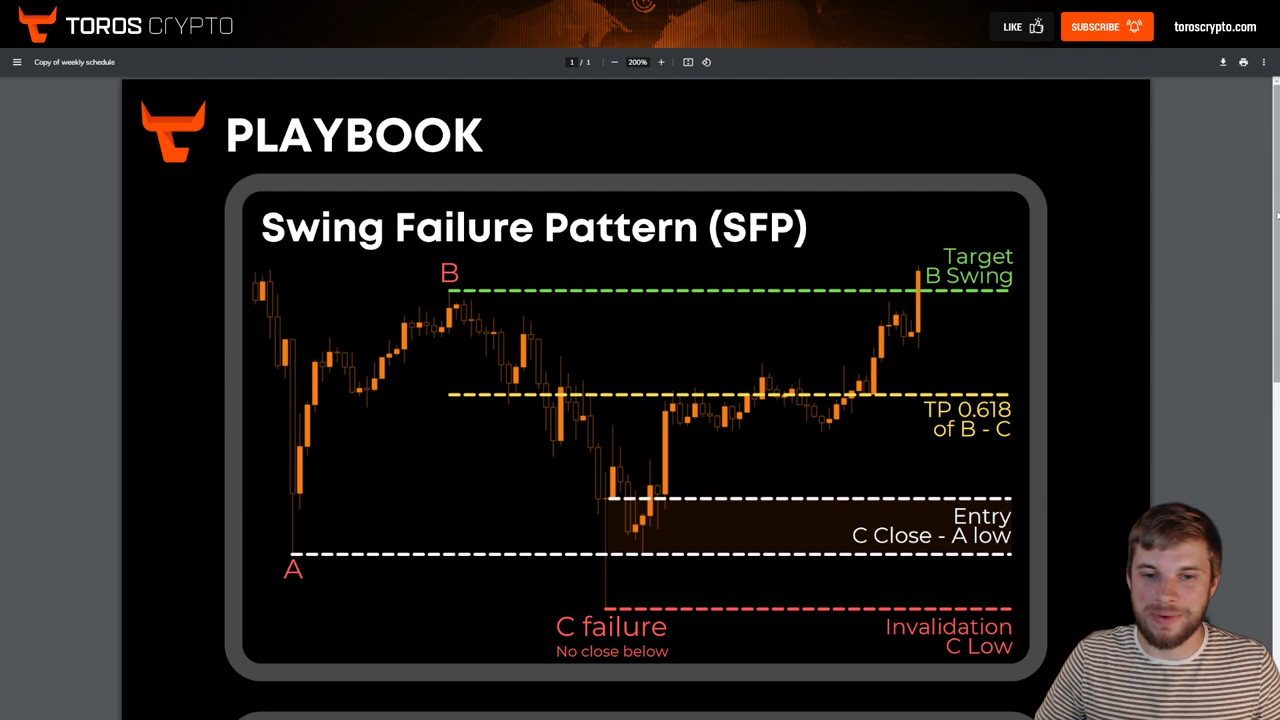 TOROS CRYPTO
LIKE
SUBSCRIBE
toroscrypto.com
Copy of weekly schedule
1 / 1
200%
PLAYBOOK
Swing Failure Pattern (SFP)
B
Target
B Swing
TP 0.618
of B - C
Entry
C Close - A low
A
C failure
No close below
Invalidation
C Low